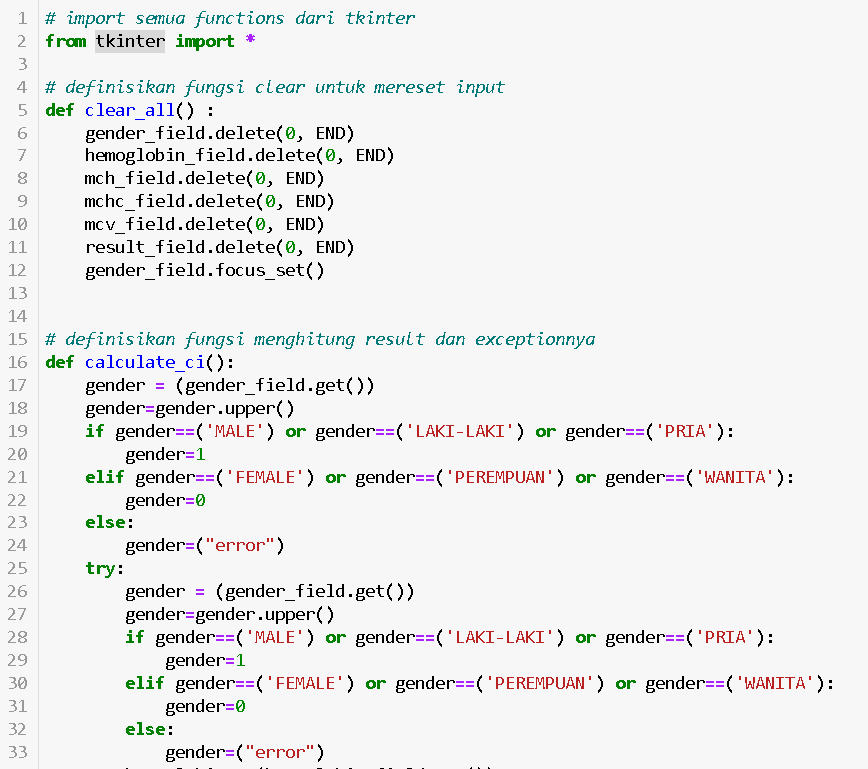 1 # import semua functions dari tkinter
2 from tkinter import *
3
4 # definisikan fungsi clear untuk mereset input
5 def clear_all() :
6     gender_field.delete(0, END)
7     hemoglobin_field.delete(0, END)
8     mch_field.delete(0, END)
9     mchc_field.delete(0, END)
10     mcv_field.delete(0, END)
11     result_field.delete(0, END)
12     gender_field.focus_set()
13
14
15 # definisikan fungsi menghitung result dan exceptionnya
16 def calculate_ci():
17     gender = (gender_field.get())
18     gender=gender.upper()
19     if gender==('MALE') or gender==('LAKI-LAKI') or gender==('PRIA'):
20         gender=1
21     elif gender==('FEMALE') or gender==('PEREMPUAN') or gender==('WANITA'):
22         gender=0
23     else:
24         gender=("error")
25     try:
26         gender = (gender_field.get())
27         gender=gender.upper()
28         if gender==('MALE') or gender==('LAKI-LAKI') or gender==('PRIA'):
29             gender=1
30         elif gender==('FEMALE') or gender==('PEREMPUAN') or gender==('WANITA'):
31             gender=0
32         else:
33             gender=("error")